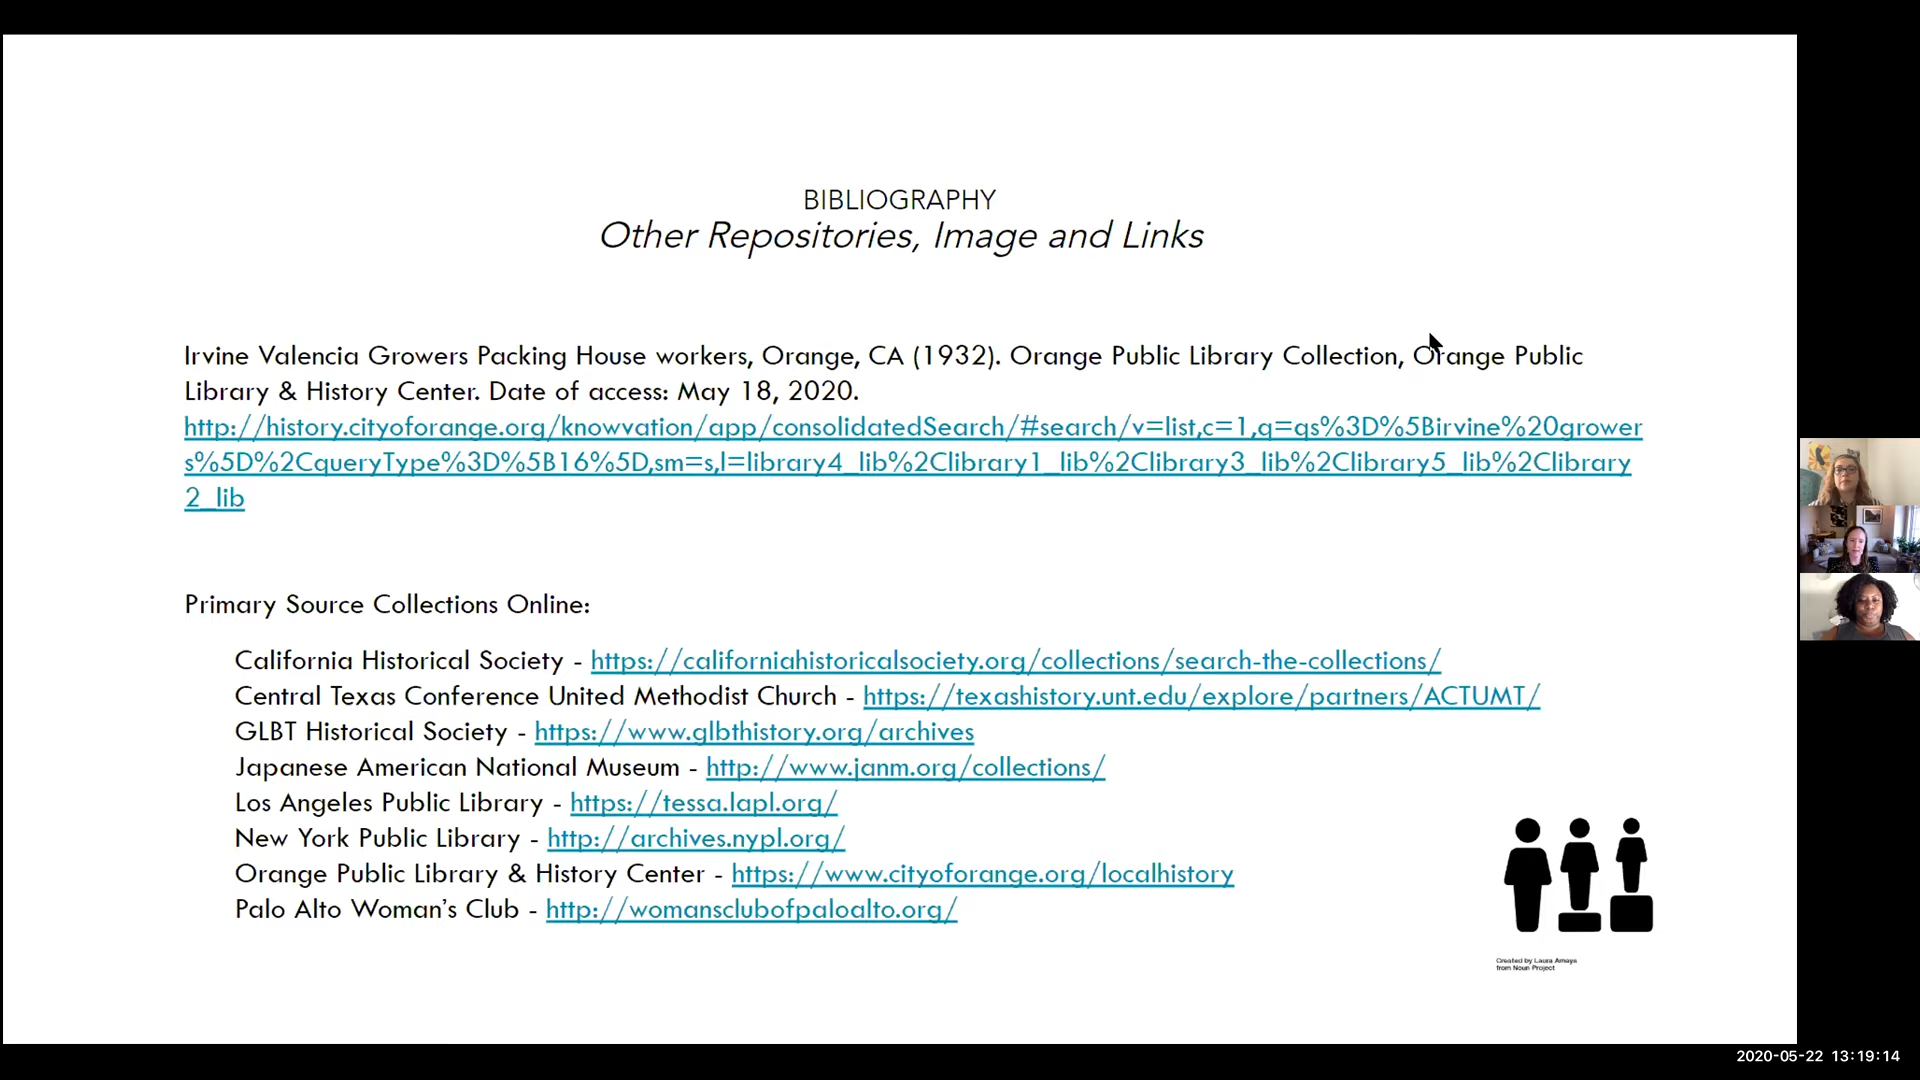 BIBLIOGRAPHY
Other Repositories, Image and Links
Irvine Valencia Growers Packing House workers, Orange, CA (1932). Orange Public Library Collection, Orange Public
Library & History Center. Date of access: May 18, 2020.
http://history.cityoforange.org/knowvation/app/consolidatedSearch/#search/v=list,c=1,q=qs%3D%5Birvine%20grower
s%5D%2CqueryType%3D%5B16%5D,sm=s,l=library4_lib%2Clibrary1_lib%2Clibrary3_lib%2Clibrary5_lib%2Clibrary
2_lib
Primary Source Collections Online:
California Historical Society - https://californiahistoricalsociety.org/collections/search-the-collections/
Central Texas Conference United Methodist Church - https://texashistory.unt.edu/explore/partners/ACTUMT/
GLBT Historical Society - https://www.glbthistory.org/archives
Japanese American National Museum - http://www.janm.org/collections/
Los Angeles Public Library - https://tessa.lapl.org/
New York Public Library - http://archives.nypl.org/
Orange Public Library & History Center - https://www.cityoforange.org/localhistory
Palo Alto Woman’s Club - http://womansclubofpaloalto.org/
Created by Laura Amaya
from Noun Project
2020-05-22 13:19:14